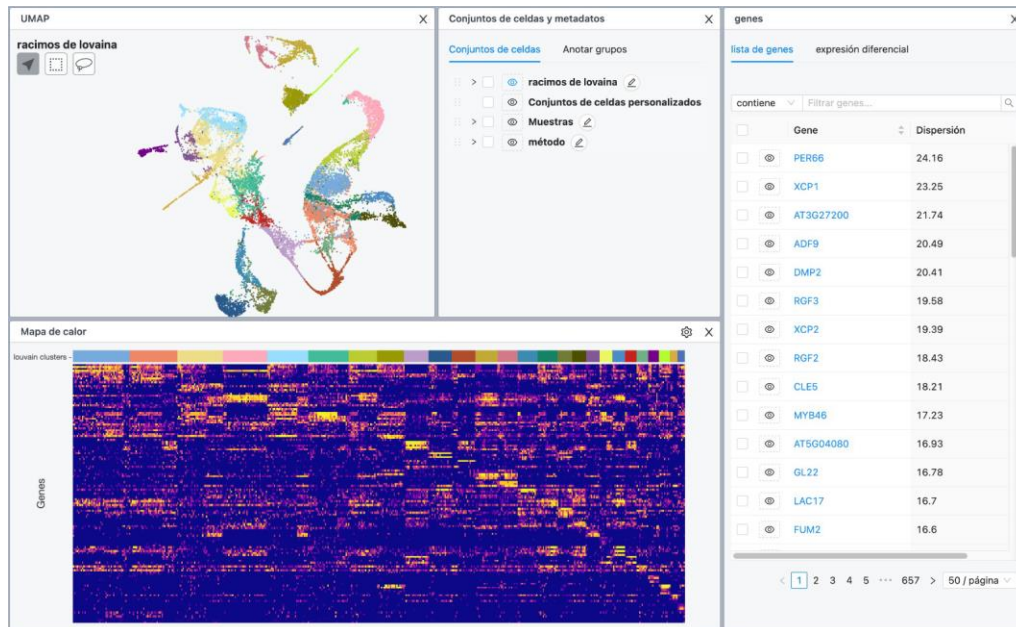 UMAP X
racimos de lovaina
Mapa de calor X
louvain clusters -
Genes
Conjuntos de celdas y metadatos X
Conjuntos de celdas Anotar grupos
> racimos de lovaina
Conjuntos de celdas personalizados
> Muestras
> método
genes X
lista de genes expresión diferencial
contiene Filtrar genes...
Gene Dispersión
PER66 24.16
XCP1 23.25
AT3G27200 21.74
ADF9 20.49
DMP2 20.41
RGF3 19.58
XCP2 19.39
RGF2 18.43
CLE5 18.21
MYB46 17.23
AT5G04080 16.93
GL22 16.78
LAC17 16.7
FUM2 16.6
< 1 2 3 4 5 ••• 657 > 50 / página